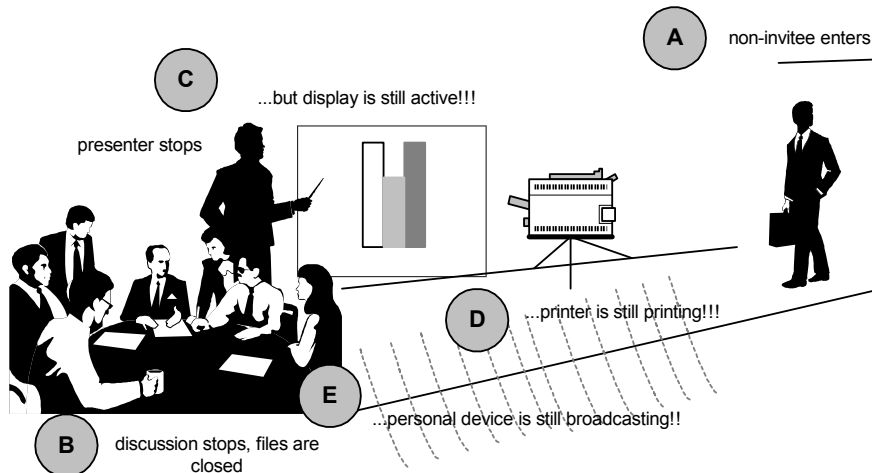 A
non-invitee enters
C
...but display is still active!!!
presenter stops
D
...printer is still printing!!!
E
...personal device is still broadcasting!!
B
discussion stops, files are
closed